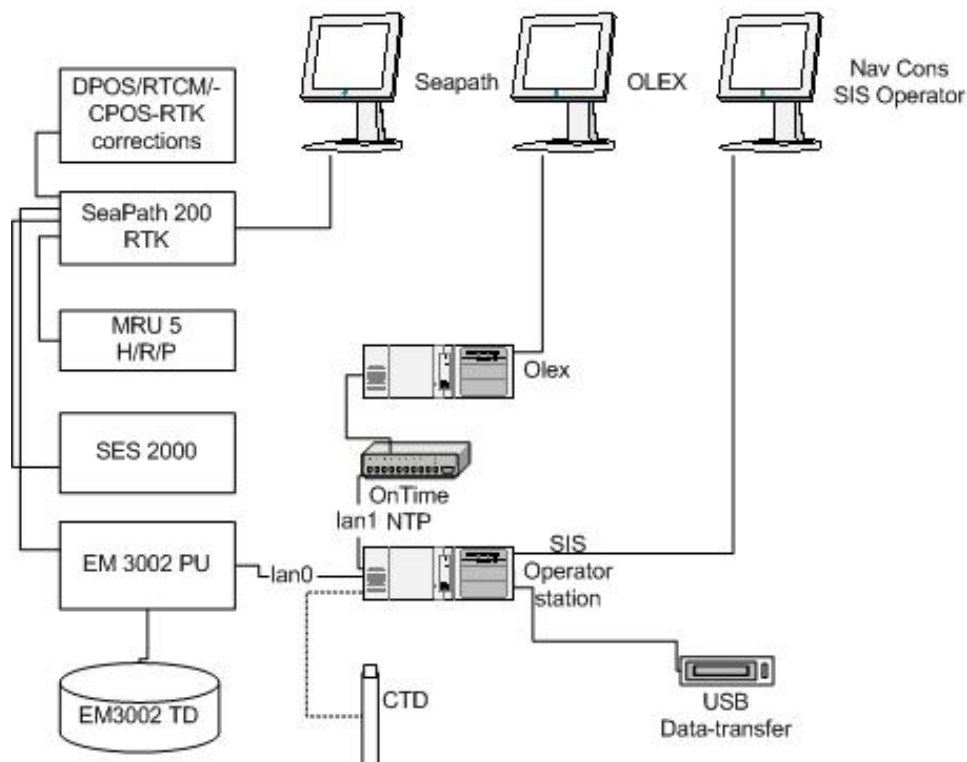 DPOS/RTCM/-
CPOS-RTK
corrections
Seapath
OLEX
Nav Cons
SIS Operator
SeaPath 200
RTK
MRU 5
H/R/P
Olex
SES 2000
OnTime
NTP
lan1
EM 3002 PU
lan0
SIS
Operator
station
EM3002 TD
CTD
USB
Data-transfer